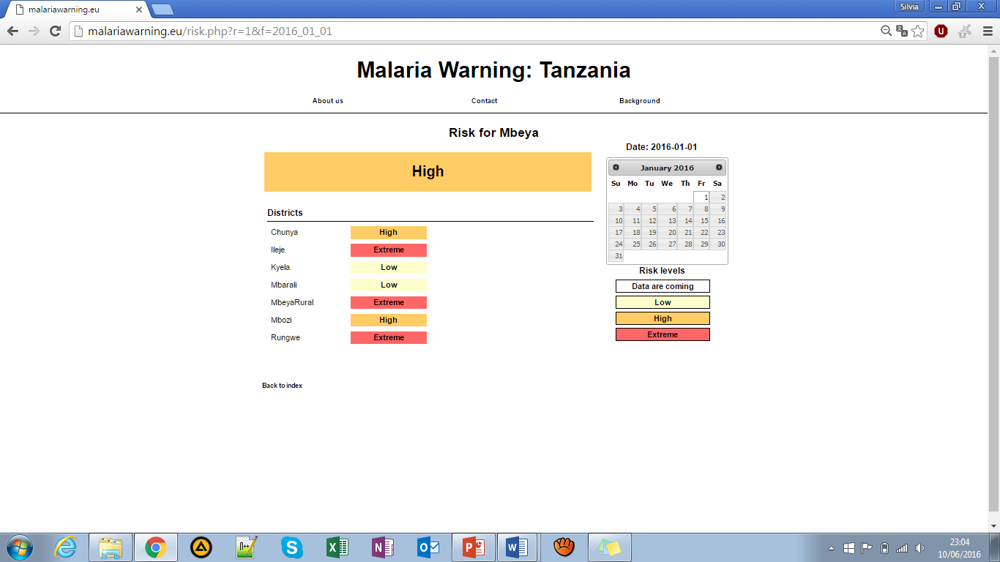 malariawarning.eu
Silvia
malariawarning.eu/risk.php?r=1&f=2016_01_01
Malaria Warning: Tanzania
About us Contact Background
Risk for Mbeya
Date: 2016-01-01
High
January 2016
Su Mo Tu We Th Fr Sa
1 2
3 4 5 6 7 8 9
10 11 12 13 14 15 16
17 18 19 20 21 22 23
24 25 26 27 28 29 30
31
Districts
Chunya High
Ileje Extreme
Kyela Low
Mbarali Low
MbeyaRural Extreme
Mbozi High
Rungwe Extreme
Risk levels
Data are coming
Low
High
Extreme
Back to index
23:04
10/06/2016